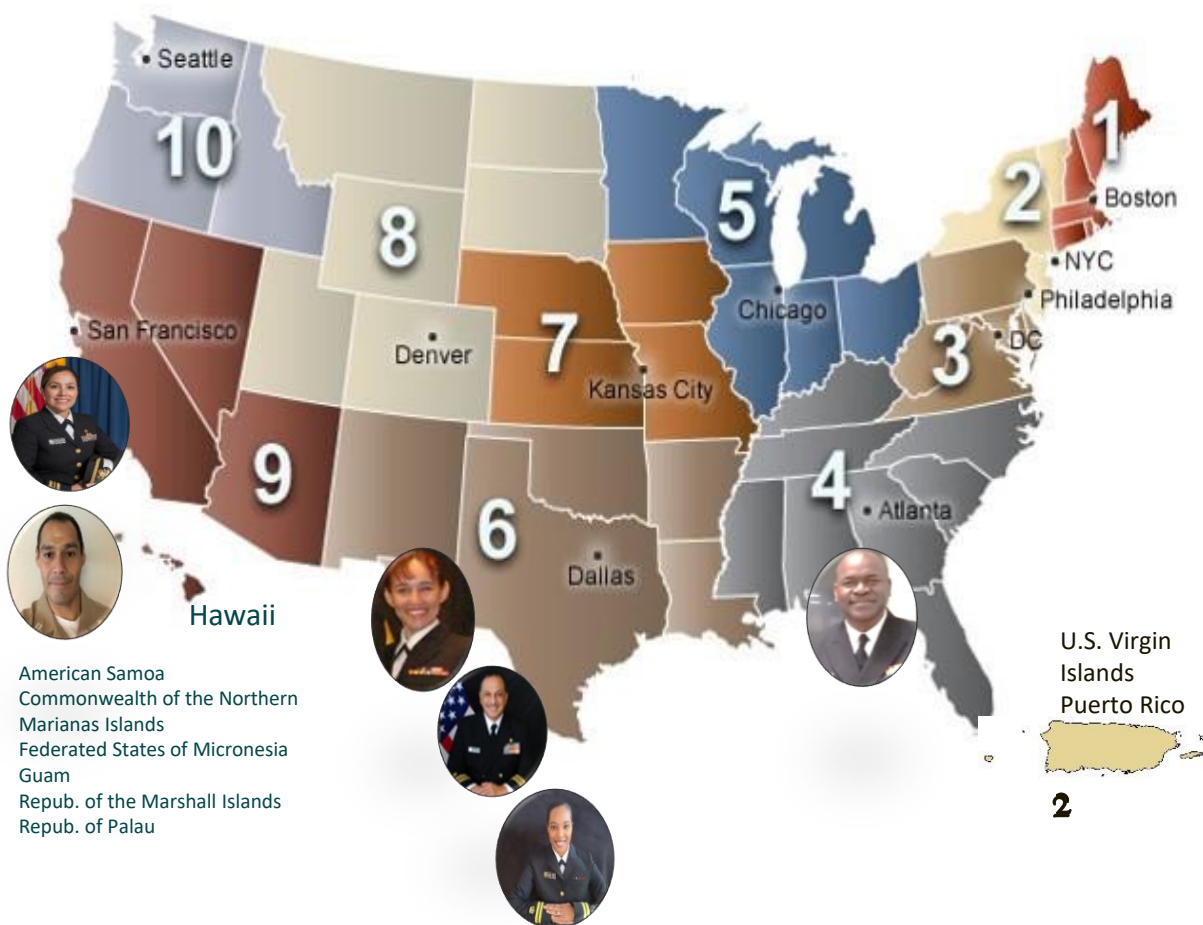 Seattle
10
1
2
Boston
8
5
NYC
Philadelphia
Chicago
San Francisco
Denver
7
3
DC
Kansas City
9
6
4
Atlanta
Dallas
Hawaii
American Samoa
Commonwealth of the Northern
Marianas Islands
Federated States of Micronesia
Guam
Repub. of the Marshall Islands
Repub. of Palau
U.S. Virgin
Islands
Puerto Rico
2